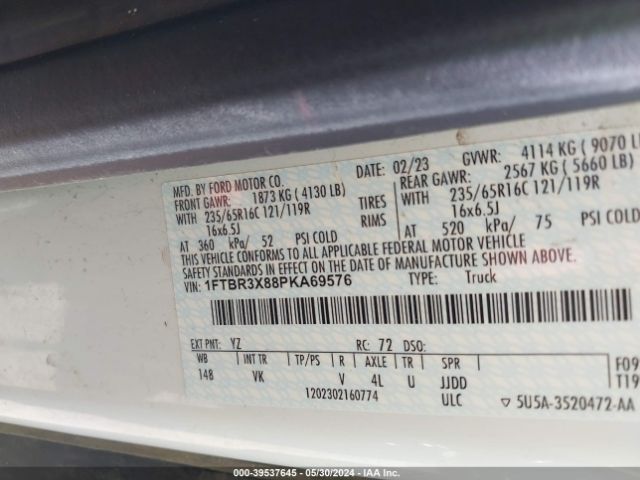 MFD. BY FORD MOTOR CO.
DATE: 02/23 GVWR: 4114 KG ( 9070 L
FRONT GAWR: 1873 KG ( 4130 LB)
REAR GAWR: 2567 KG ( 5660 LB)
WITH 235/65R16C 121/119R TIRES
WITH 235/65R16C 121/119R
16x6.5J RIMS
16x6.5J
AT 360 kPa/ 52 PSI COLD
AT 520 kPa/ 75 PSI COLD
THIS VEHICLE CONFORMS TO ALL APPLICABLE FEDERAL MOTOR VEHICLE
SAFETY STANDARDS IN EFFECT ON THE DATE OF MANUFACTURE SHOWN ABOVE.
VIN: 1FTBR3X88PKA69576 TYPE: Truck
EXT PNT: YZ RC: 72 DSO:
WB INT TR TP/PS R AXLE TR SPR
148 VK V 4L U JJDD
F09
T19
1202302160774 ULC ▽ 5U5A-3520472-AA
000-39537645 - 05/30/2024 - IAA Inc.